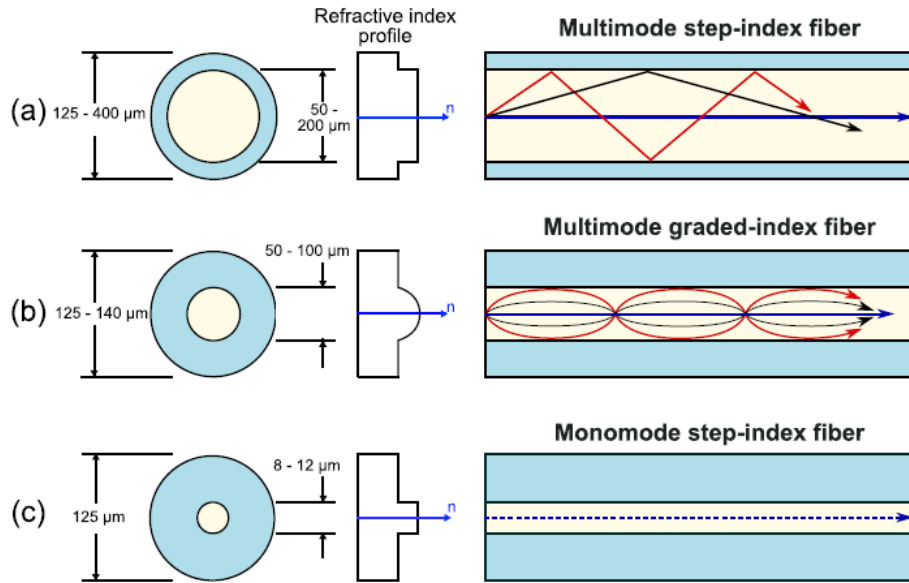 Refractive index
profile
Multimode step-index fiber
(a)
125 - 400 µm
50 -
200 µm
n
Multimode graded-index fiber
50 - 100 µm
(b)
125 - 140 µm
n
Monomode step-index fiber
8 - 12 µm
(c)
125 µm
n